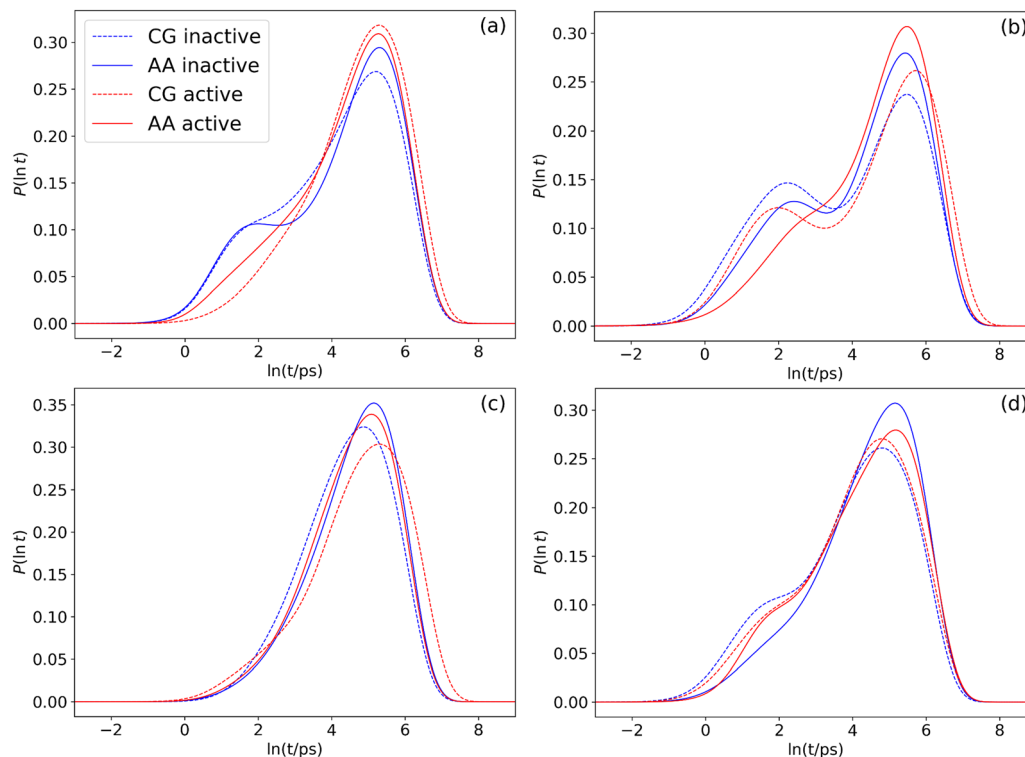 (a)
CG inactive
AA inactive
CG active
AA active
0.30
0.25
0.20
0.15
0.10
0.05
0.00
P(ln t)
−2 0 2 4 6 8
ln(t/ps)
(b)
0.30
0.25
0.20
0.15
0.10
0.05
0.00
P(ln t)
−2 0 2 4 6 8
ln(t/ps)
(c)
0.35
0.30
0.25
0.20
0.15
0.10
0.05
0.00
P(ln t)
−2 0 2 4 6 8
ln(t/ps)
(d)
0.30
0.25
0.20
0.15
0.10
0.05
0.00
P(ln t)
−2 0 2 4 6 8
ln(t/ps)